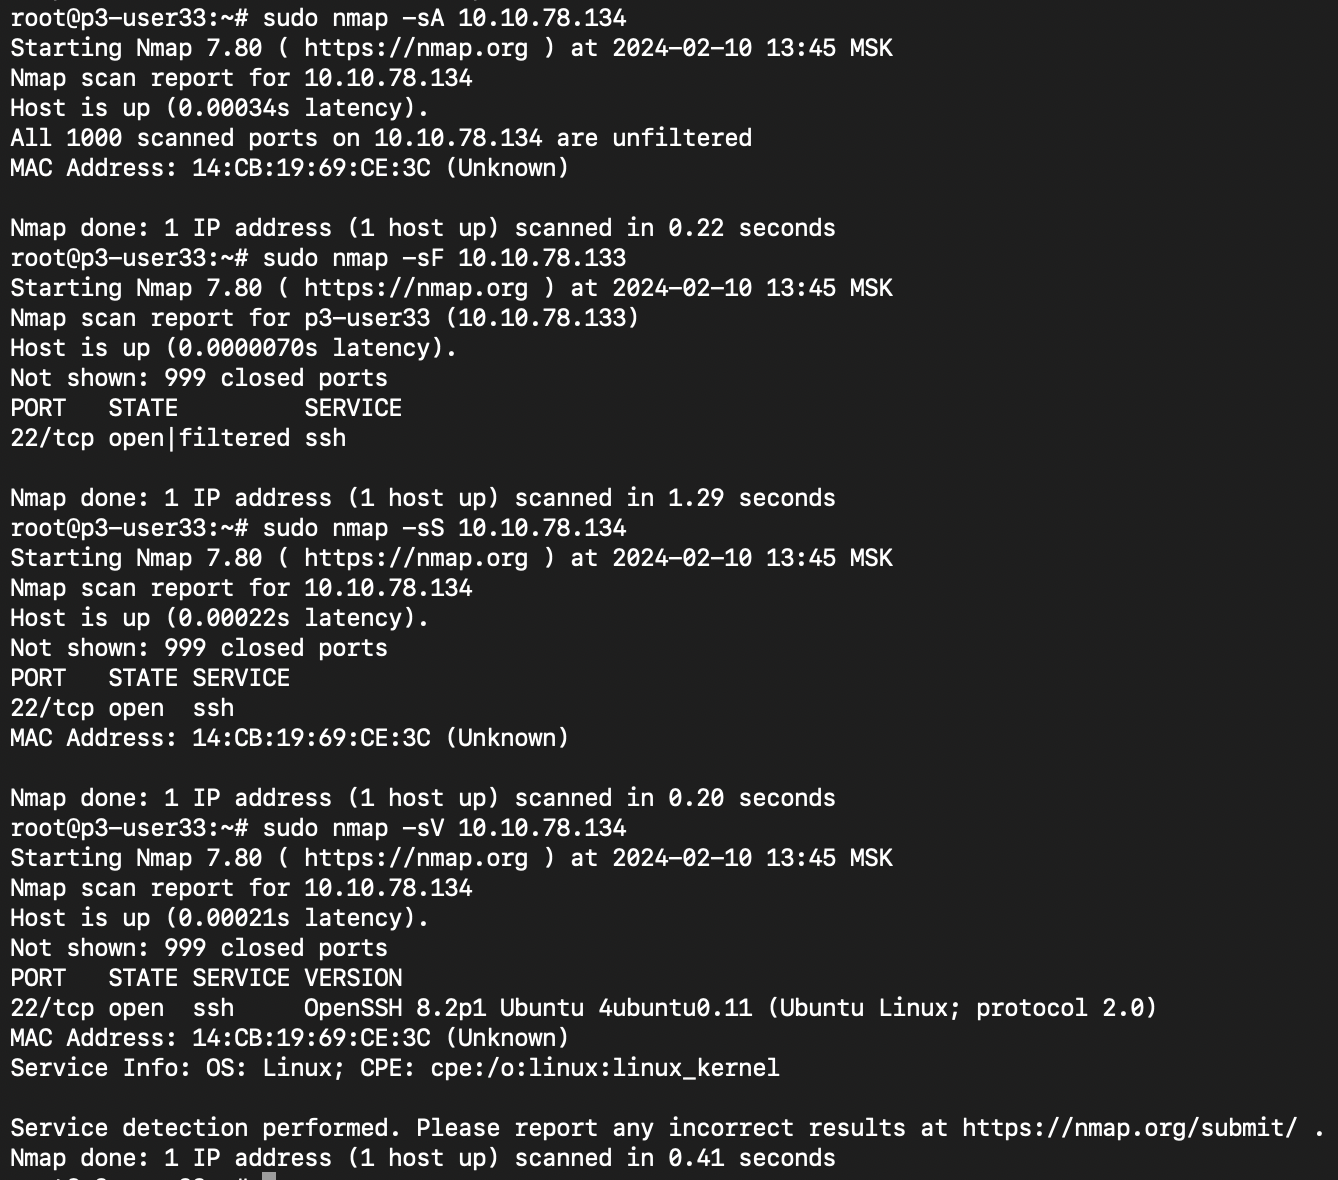 root@p3-user33:~# sudo nmap -sA 10.10.78.134
Starting Nmap 7.80 ( https://nmap.org ) at 2024-02-10 13:45 MSK
Nmap scan report for 10.10.78.134
Host is up (0.00034s latency).
All 1000 scanned ports on 10.10.78.134 are unfiltered
MAC Address: 14:CB:19:69:CE:3C (Unknown)

Nmap done: 1 IP address (1 host up) scanned in 0.22 seconds
root@p3-user33:~# sudo nmap -sF 10.10.78.133
Starting Nmap 7.80 ( https://nmap.org ) at 2024-02-10 13:45 MSK
Nmap scan report for p3-user33 (10.10.78.133)
Host is up (0.0000070s latency).
Not shown: 999 closed ports
PORT   STATE         SERVICE
22/tcp open|filtered ssh

Nmap done: 1 IP address (1 host up) scanned in 1.29 seconds
root@p3-user33:~# sudo nmap -sS 10.10.78.134
Starting Nmap 7.80 ( https://nmap.org ) at 2024-02-10 13:45 MSK
Nmap scan report for 10.10.78.134
Host is up (0.00022s latency).
Not shown: 999 closed ports
PORT   STATE SERVICE
22/tcp open  ssh
MAC Address: 14:CB:19:69:CE:3C (Unknown)

Nmap done: 1 IP address (1 host up) scanned in 0.20 seconds
root@p3-user33:~# sudo nmap -sV 10.10.78.134
Starting Nmap 7.80 ( https://nmap.org ) at 2024-02-10 13:45 MSK
Nmap scan report for 10.10.78.134
Host is up (0.00021s latency).
Not shown: 999 closed ports
PORT   STATE SERVICE VERSION
22/tcp open  ssh     OpenSSH 8.2p1 Ubuntu 4ubuntu0.11 (Ubuntu Linux; protocol 2.0)
MAC Address: 14:CB:19:69:CE:3C (Unknown)
Service Info: OS: Linux; CPE: cpe:/o:linux:linux_kernel

Service detection performed. Please report any incorrect results at https://nmap.org/submit/ .
Nmap done: 1 IP address (1 host up) scanned in 0.41 seconds